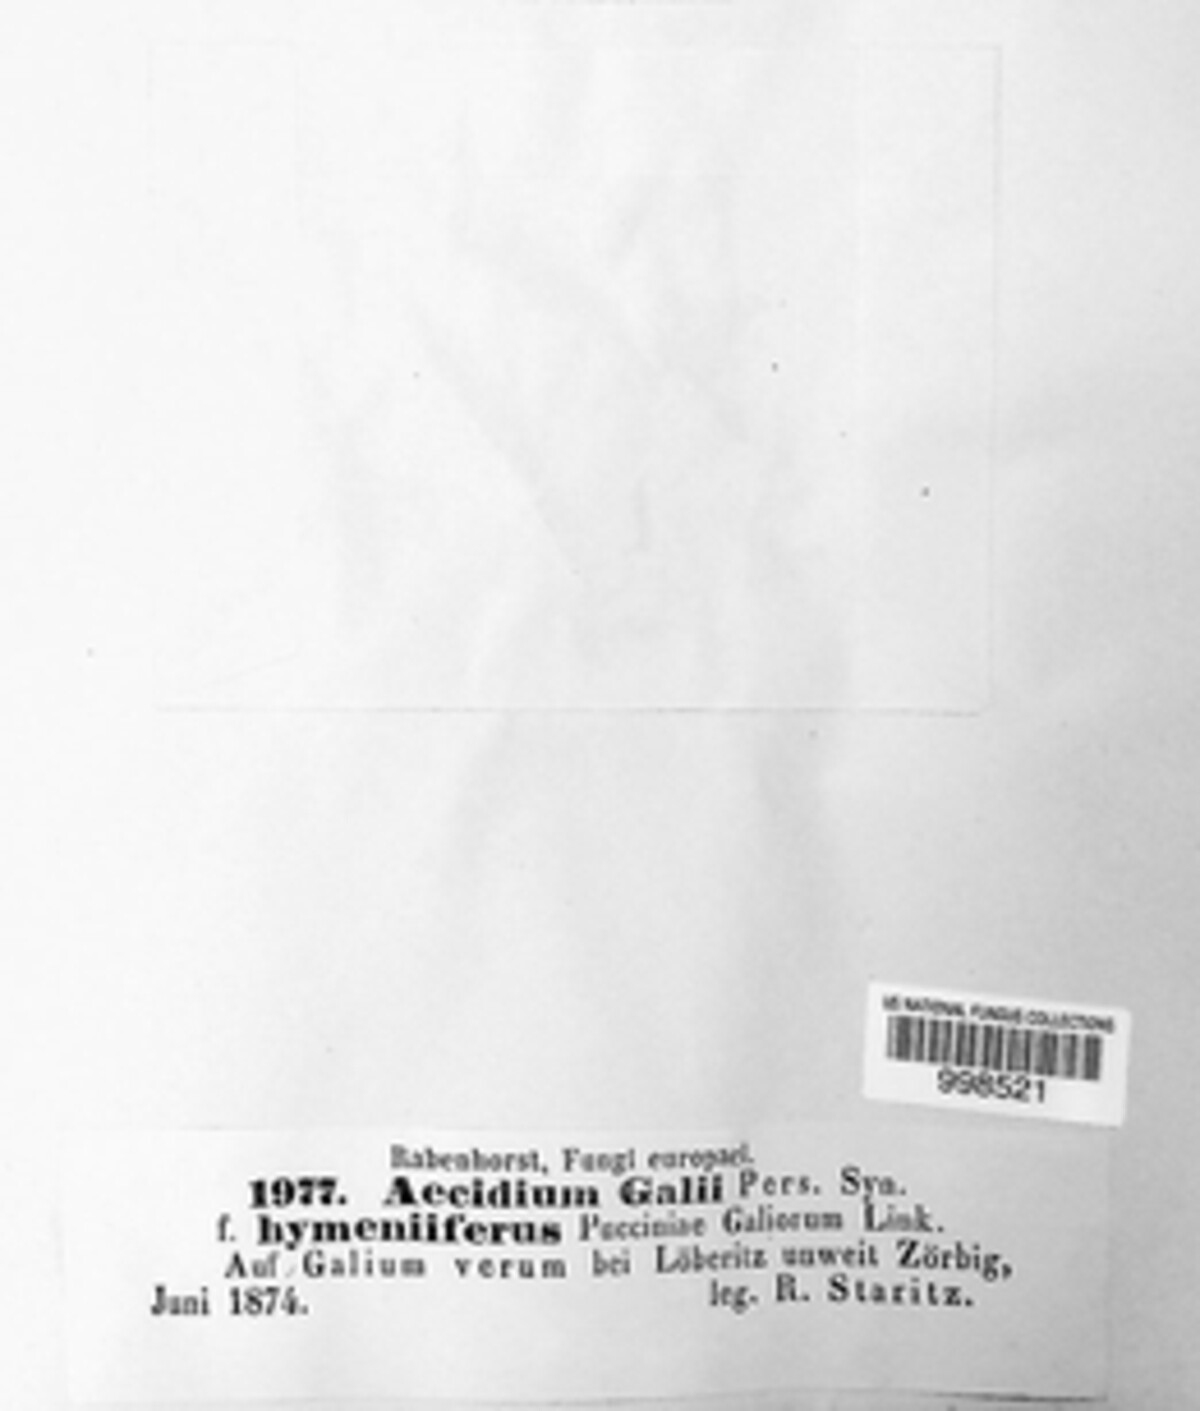 US NATIONAL FUNGUS COLLECTIONS
998521
Rabenhorst, Fungi europaei.
1977. Aecidium Galii Pers. Syn.
f. hymeniiferus Pucciniae Galiorum Link.
Auf Galium verum bei Löberitz unweit Zörbig,
Juni 1874. leg. R. Staritz.